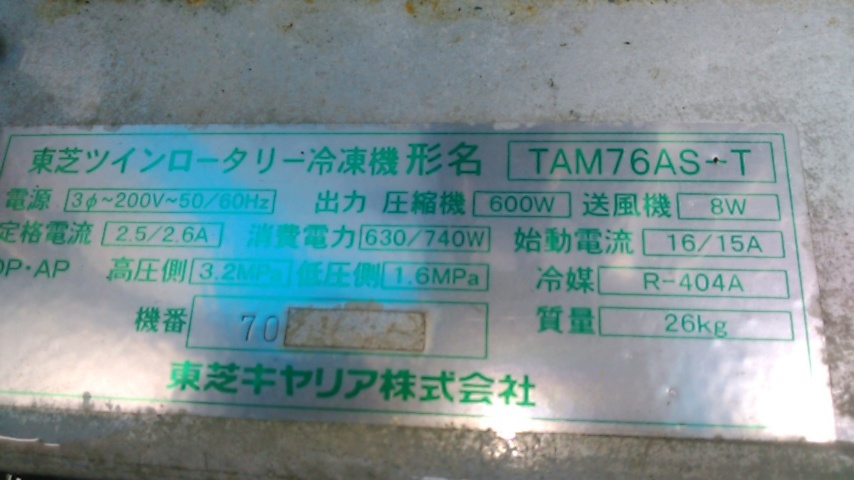 東芝ツインロータリー冷凍機 形名 TAM76AS-T
電源 3φ~200V~50/60Hz 出力 圧縮機 600W 送風機 8W
定格電流 2.5/2.6A 消費電力 630/740W 始動電流 16/15A
DP・AP 高圧側 3.2MPa 低圧側 1.6MPa 冷媒 R-404A
機番 70 質量 26kg
東芝キヤリア株式会社